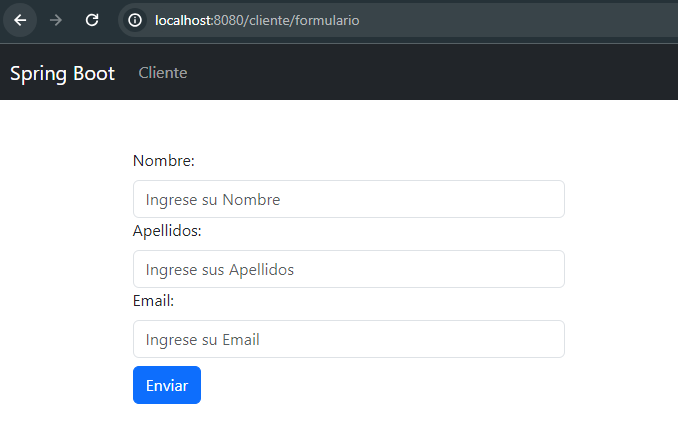 localhost:8080/cliente/formulario
Spring Boot Cliente
Nombre:
Ingrese su Nombre
Apellidos:
Ingrese sus Apellidos
Email:
Ingrese su Email
Enviar